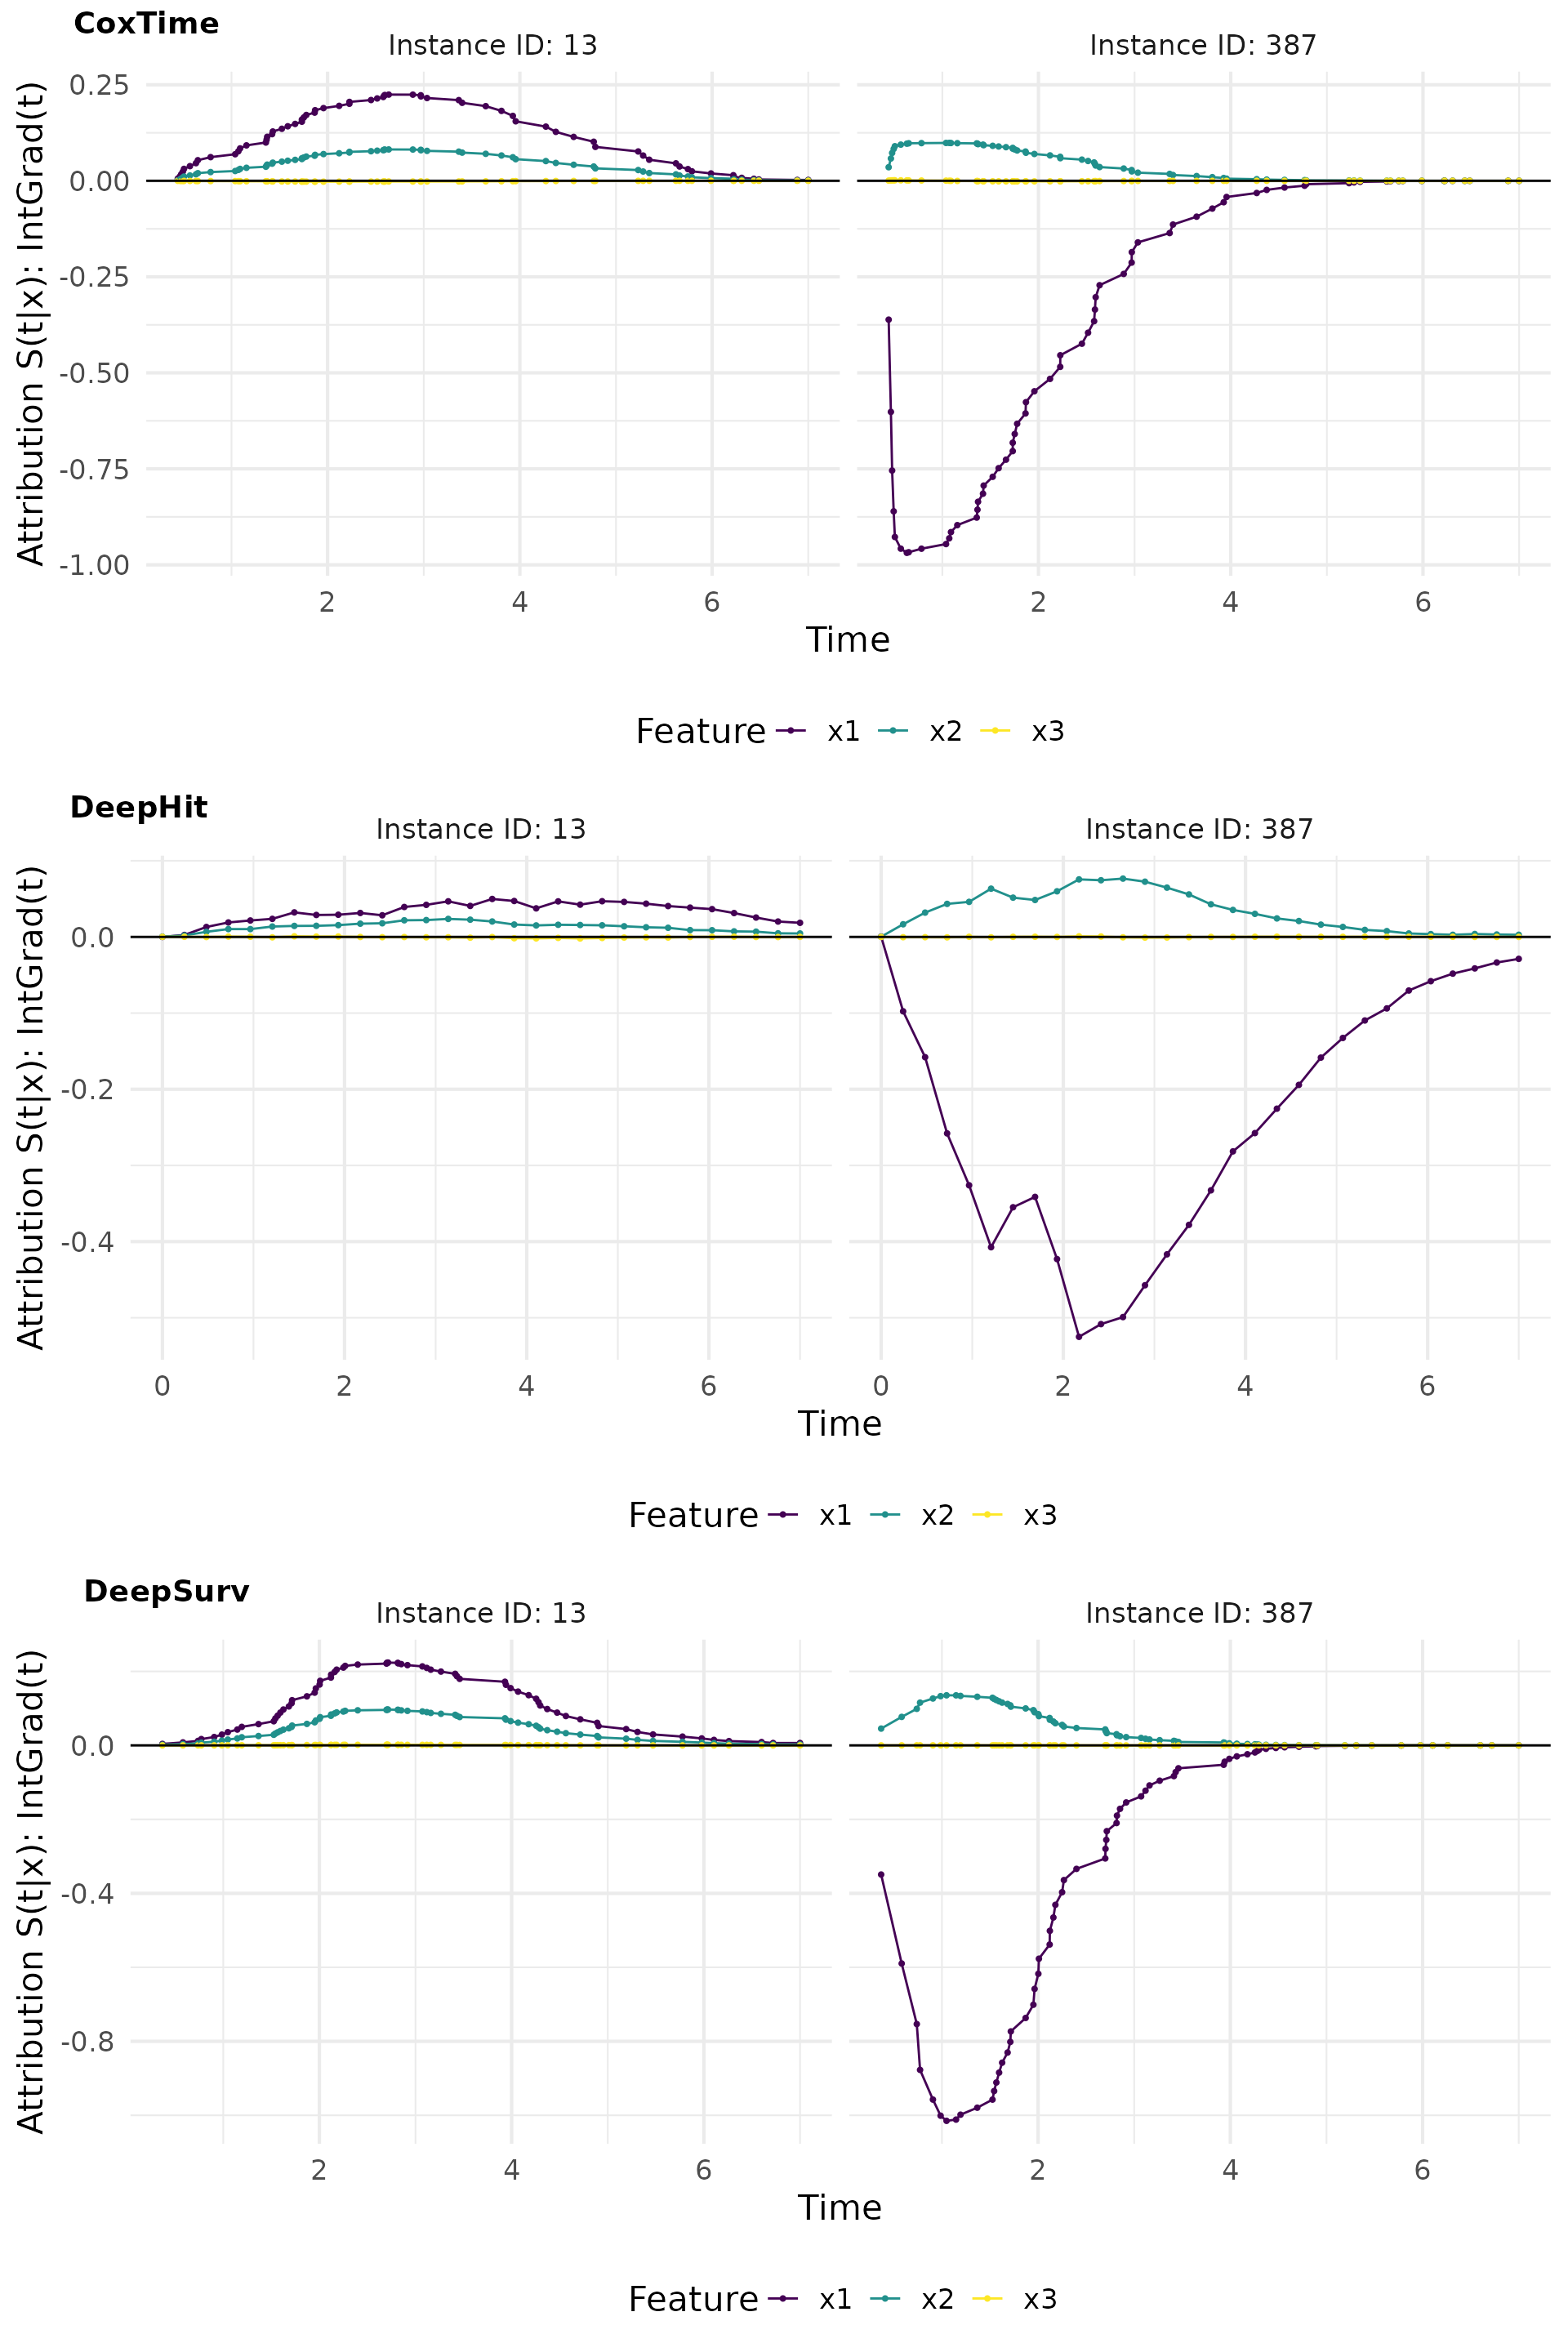 CoxTime
Instance ID: 13
Instance ID: 387
Attribution S(t|x): IntGrad(t)
0.25
0.00
-0.25
-0.50
-0.75
-1.00
2 4 6
2 4 6
Time
Feature x1 x2 x3
DeepHit
Instance ID: 13
Instance ID: 387
Attribution S(t|x): IntGrad(t)
0.0
-0.2
-0.4
0 2 4 6
0 2 4 6
Time
Feature x1 x2 x3
DeepSurv
Instance ID: 13
Instance ID: 387
Attribution S(t|x): IntGrad(t)
0.0
-0.4
-0.8
2 4 6
2 4 6
Time
Feature x1 x2 x3